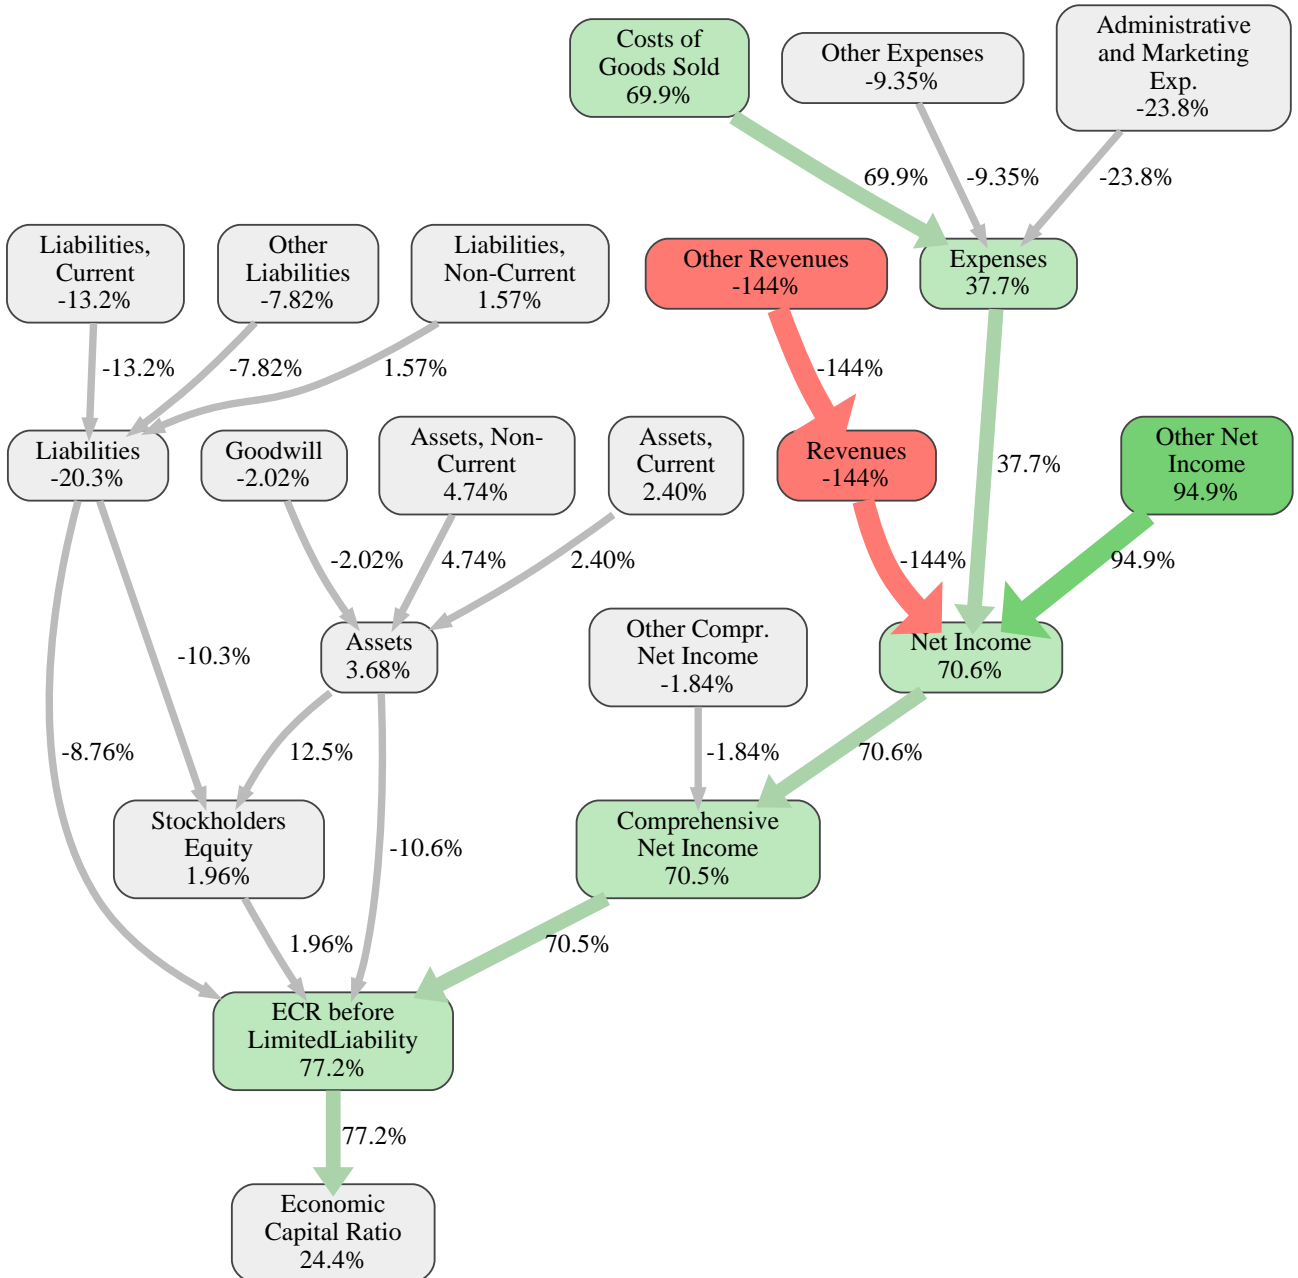 Costs of
Goods Sold
69.9%
Other Expenses
-9.35%
Administrative
and Marketing
Exp.
-23.8%
69.9%
-9.35%
-23.8%
Liabilities,
Current
-13.2%
Other
Liabilities
-7.82%
Liabilities,
Non-Current
1.57%
Other Revenues
-144%
Expenses
37.7%
-13.2%
-7.82%
1.57%
-144%
Liabilities
-20.3%
Goodwill
-2.02%
Assets, Non-
Current
4.74%
Assets,
Current
2.40%
Revenues
-144%
37.7%
Other Net
Income
94.9%
-2.02%
4.74%
2.40%
-144%
94.9%
-10.3%
Assets
3.68%
Other Compr.
Net Income
-1.84%
Net Income
70.6%
-8.76%
12.5%
-1.84%
70.6%
Stockholders
Equity
1.96%
-10.6%
Comprehensive
Net Income
70.5%
1.96%
70.5%
ECR before
LimitedLiability
77.2%
77.2%
Economic
Capital Ratio
24.4%